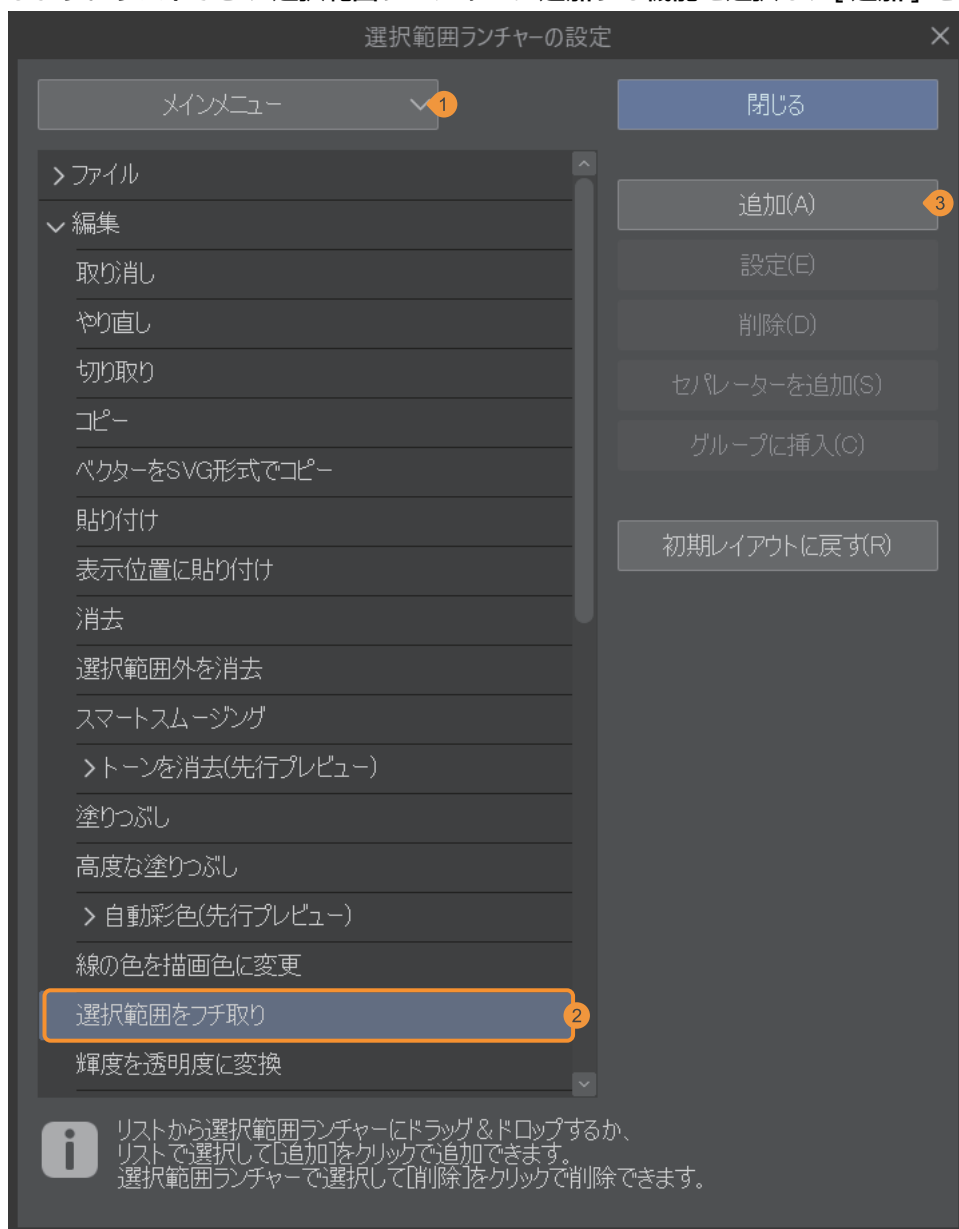 選択範囲ランチャーの設定
メインメニュー
1
閉じる
ファイル
編集
取り消し
やり直し
切り取り
コピー
ベクターをSVG形式でコピー
貼り付け
表示位置に貼り付け
消去
選択範囲外を消去
スマートスムージング
トーンを消去(先行プレビュー)
塗りつぶし
高度な塗りつぶし
自動彩色(先行プレビュー)
線の色を描画色に変更
選択範囲をフチ取り
2
輝度を透明度に変換
追加(A)
3
設定(E)
削除(D)
セパレーターを追加(S)
グループに挿入(C)
初期レイアウトに戻す(R)
リストから選択範囲ランチャーにドラッグ&ドロップするか、
リストで選択して[追加]をクリックで追加できます。
選択範囲ランチャーで選択して[削除]をクリックで削除できます。